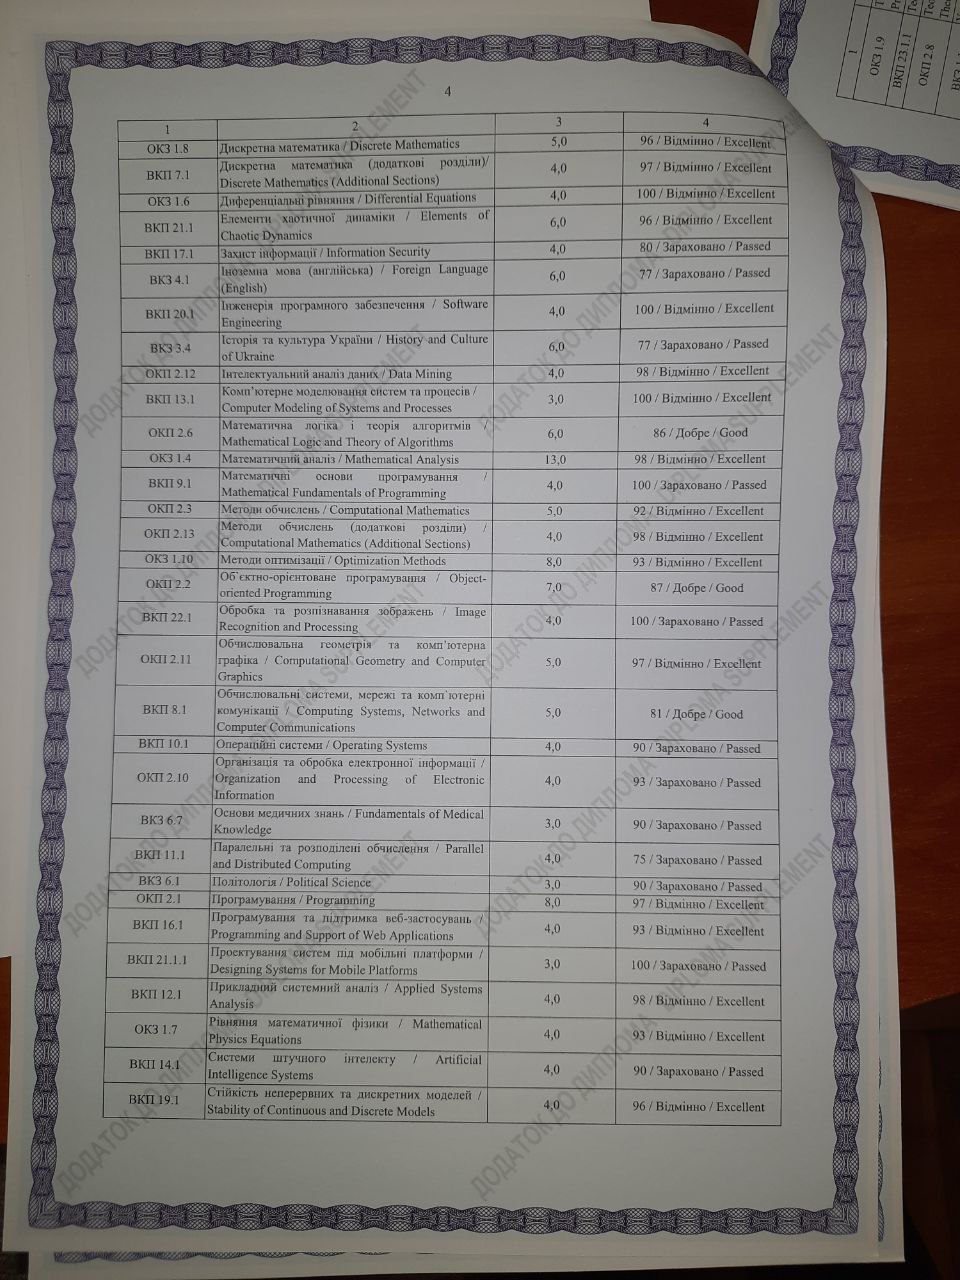 4
1 2 3 4
ОКЗ 1.8 Дискретна математика / Discrete Mathematics 5,0 96 / Відмінно / Excellent
ВКП 7.1 Дискретна математика (додаткові розділи)/
Discrete Mathematics (Additional Sections) 4,0 97 / Відмінно / Excellent
ОКЗ 1.6 Диференціальні рівняння / Differential Equations 4,0 100 / Відмінно / Excellent
ВКП 21.1 Елементи хаотичної динаміки / Elements of
Chaotic Dynamics 6,0 96 / Відмінно / Excellent
ВКП 17.1 Захист інформації / Information Security 4,0 80 / Зараховано / Passed
ВКЗ 4.1 Іноземна мова (англійська) / Foreign Language
(English) 6,0 77 / Зараховано / Passed
ВКП 20.1 Інженерія програмного забезпечення / Software
Engineering 4,0 100 / Відмінно / Excellent
ВКЗ 3.4 Історія та культура України / History and Culture
of Ukraine 6,0 77 / Зараховано / Passed
ОКП 2.12 Інтелектуальний аналіз даних / Data Mining 4,0 98 / Відмінно / Excellent
ВКП 13.1 Комп’ютерне моделювання систем та процесів /
Computer Modeling of Systems and Processes 3,0 100 / Відмінно / Excellent
ОКП 2.6 Математична логіка і теорія алгоритмів /
Mathematical Logic and Theory of Algorithms 6,0 86 / Добре / Good
ОКЗ 1.4 Математичний аналіз / Mathematical Analysis 13,0 98 / Відмінно / Excellent
ВКП 9.1 Математичні основи програмування /
Mathematical Fundamentals of Programming 4,0 100 / Зараховано / Passed
ОКП 2.3 Методи обчислень / Computational Mathematics 5,0 92 / Відмінно / Excellent
ОКП 2.13 Методи обчислень (додаткові розділи) /
Computational Mathematics (Additional Sections) 4,0 98 / Відмінно / Excellent
ОКЗ 1.10 Методи оптимізації / Optimization Methods 8,0 93 / Відмінно / Excellent
ОКП 2.2 Об’єктно-орієнтоване програмування / Object-
oriented Programming 7,0 87 / Добре / Good
ВКП 22.1 Обробка та розпізнавання зображень / Image
Recognition and Processing 4,0 100 / Зараховано / Passed
ОКП 2.11 Обчислювальна геометрія та комп’ютерна
графіка / Computational Geometry and Computer
Graphics 5,0 97 / Відмінно / Excellent
ВКП 8.1 Обчислювальні системи, мережі та комп’ютерні
комунікації / Computing Systems, Networks and
Computer Communications 5,0 81 / Добре / Good
ВКП 10.1 Операційні системи / Operating Systems 4,0 90 / Зараховано / Passed
ОКП 2.10 Організація та обробка електронної інформації /
Organization and Processing of Electronic
Information 4,0 93 / Зараховано / Passed
ВКЗ 6.7 Основи медичних знань / Fundamentals of Medical
Knowledge 3,0 90 / Зараховано / Passed
ВКП 11.1 Паралельні та розподілені обчислення / Parallel
and Distributed Computing 4,0 75 / Зараховано / Passed
ВКЗ 6.1 Політологія / Political Science 3,0 90 / Зараховано / Passed
ОКП 2.1 Програмування / Programming 8,0 97 / Відмінно / Excellent
ВКП 16.1 Програмування та підтримка веб-застосувань /
Programming and Support of Web Applications 4,0 93 / Відмінно / Excellent
ВКП 21.1.1 Проектування систем під мобільні платформи /
Designing Systems for Mobile Platforms 3,0 100 / Зараховано / Passed
ВКП 12.1 Прикладний системний аналіз / Applied Systems
Analysis 4,0 98 / Відмінно / Excellent
ОКЗ 1.7 Рівняння математичної фізики / Mathematical
Physics Equations 4,0 93 / Відмінно / Excellent
ВКП 14.1 Системи штучного інтелекту / Artificial
Intelligence Systems 4,0 90 / Зараховано / Passed
ВКП 19.1 Стійкість неперервних та дискретних моделей /
Stability of Continuous and Discrete Models 4,0 96 / Відмінно / Excellent
ДОДАТОК ДО ДИПЛОМА DIPLOMA SUPPLEMENT
1
ОКЗ 1.9
ВКП 23.1.1
ОКП 2.8